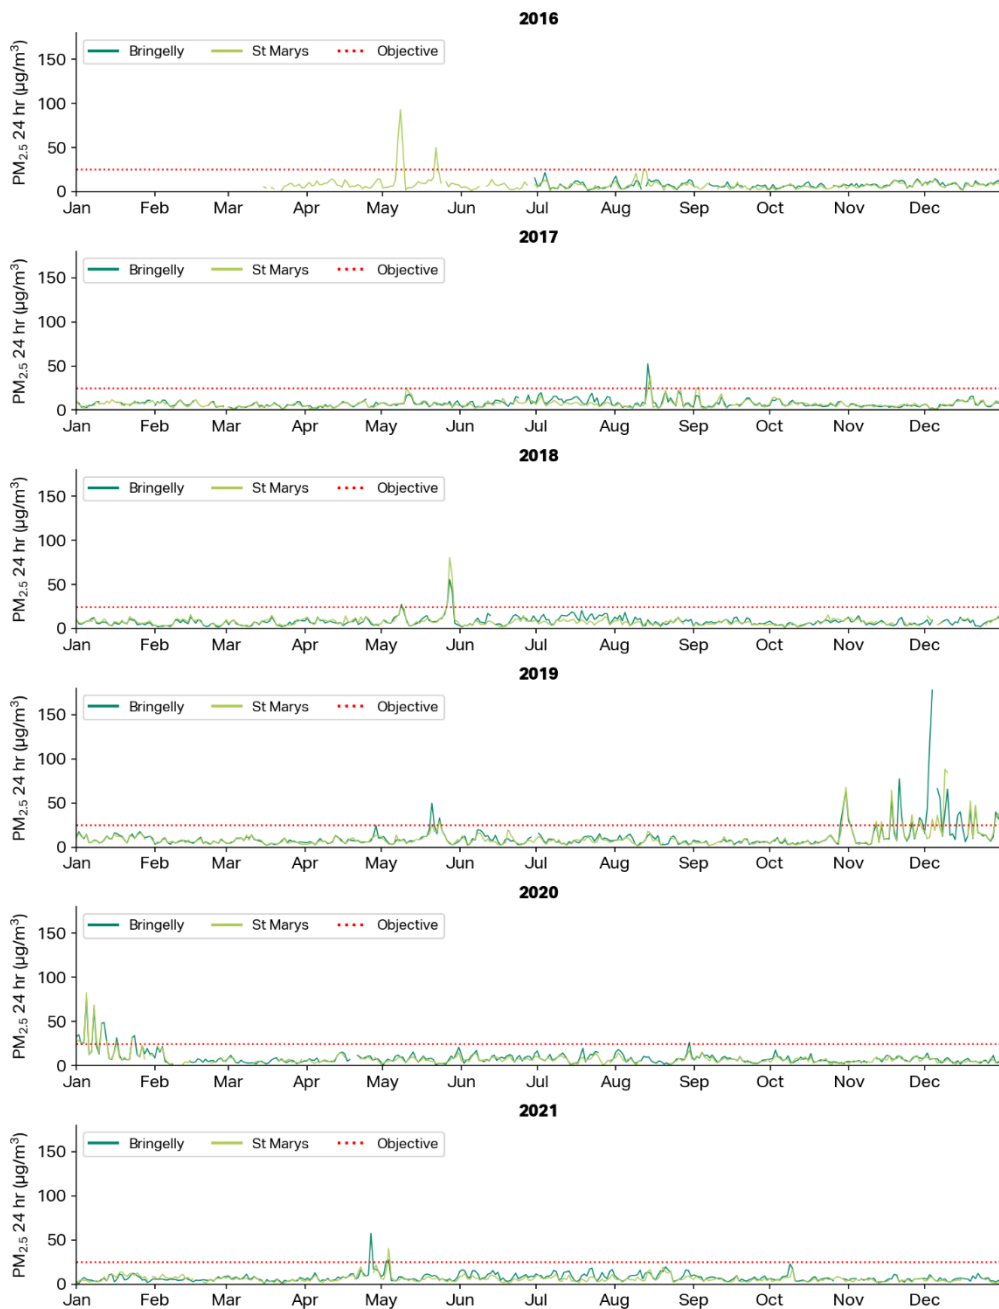 2016
PM2.5 24 hr (µg/m³)
Bringelly St Marys Objective
150
100
50
0
Jan Feb Mar Apr May Jun Jul Aug Sep Oct Nov Dec
2017
PM2.5 24 hr (µg/m³)
Bringelly St Marys Objective
150
100
50
0
Jan Feb Mar Apr May Jun Jul Aug Sep Oct Nov Dec
2018
PM2.5 24 hr (µg/m³)
Bringelly St Marys Objective
150
100
50
0
Jan Feb Mar Apr May Jun Jul Aug Sep Oct Nov Dec
2019
PM2.5 24 hr (µg/m³)
Bringelly St Marys Objective
150
100
50
0
Jan Feb Mar Apr May Jun Jul Aug Sep Oct Nov Dec
2020
PM2.5 24 hr (µg/m³)
Bringelly St Marys Objective
150
100
50
0
Jan Feb Mar Apr May Jun Jul Aug Sep Oct Nov Dec
2021
PM2.5 24 hr (µg/m³)
Bringelly St Marys Objective
150
100
50
0
Jan Feb Mar Apr May Jun Jul Aug Sep Oct Nov Dec